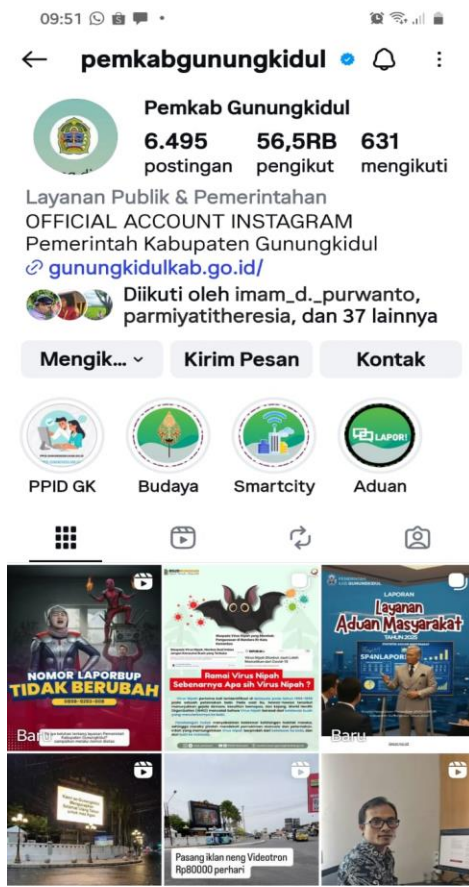 09:51
pemkabgunungkidul
Pemkab Gunungkidul
6.495 56,5RB 631
postingan pengikut mengikuti
Layanan Publik & Pemerintahan
OFFICIAL ACCOUNT INSTAGRAM
Pemerintah Kabupaten Gunungkidul
gunungkidulkab.go.id/
Diikuti oleh imam_d._purwanto,
parmiyatitheresia, dan 37 lainnya
Mengik... Kirim Pesan Kontak
LAPOR!
PPID GK Budaya Smartcity Aduan
NOMOR LAPORBUP
TIDAK BERUBAH
Baru
Ramai Virus Nipah
Sebenarnya Apa sih Virus Nipah ?
LAPORAN
Layanan
Aduan Masyarakat
TAHUN 2025
SP4NLAPOR
Baru
Pasang iklan neng Videotron
Rp80000 perhari